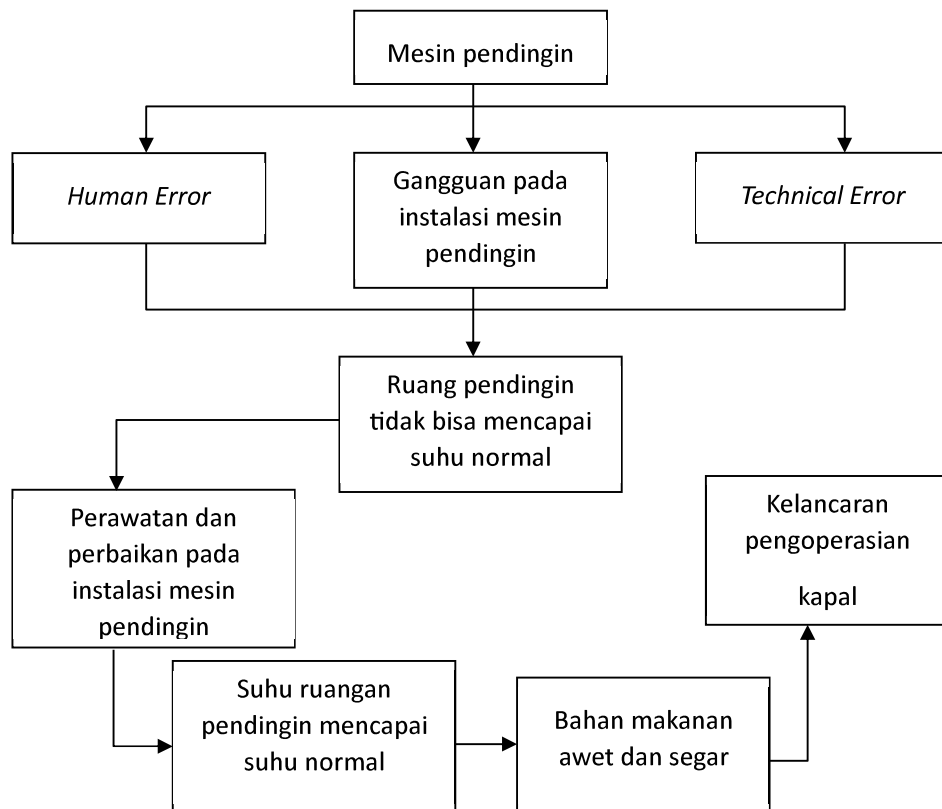 Mesin pendingin
Human Error
Gangguan pada
instalasi mesin
pendingin
Technical Error
Ruang pendingin
tidak bisa mencapai
suhu normal
Perawatan dan
perbaikan pada
instalasi mesin
pendingin
Suhu ruangan
pendingin mencapai
suhu normal
Bahan makanan
awet dan segar
Kelancaran
pengoperasian
kapal